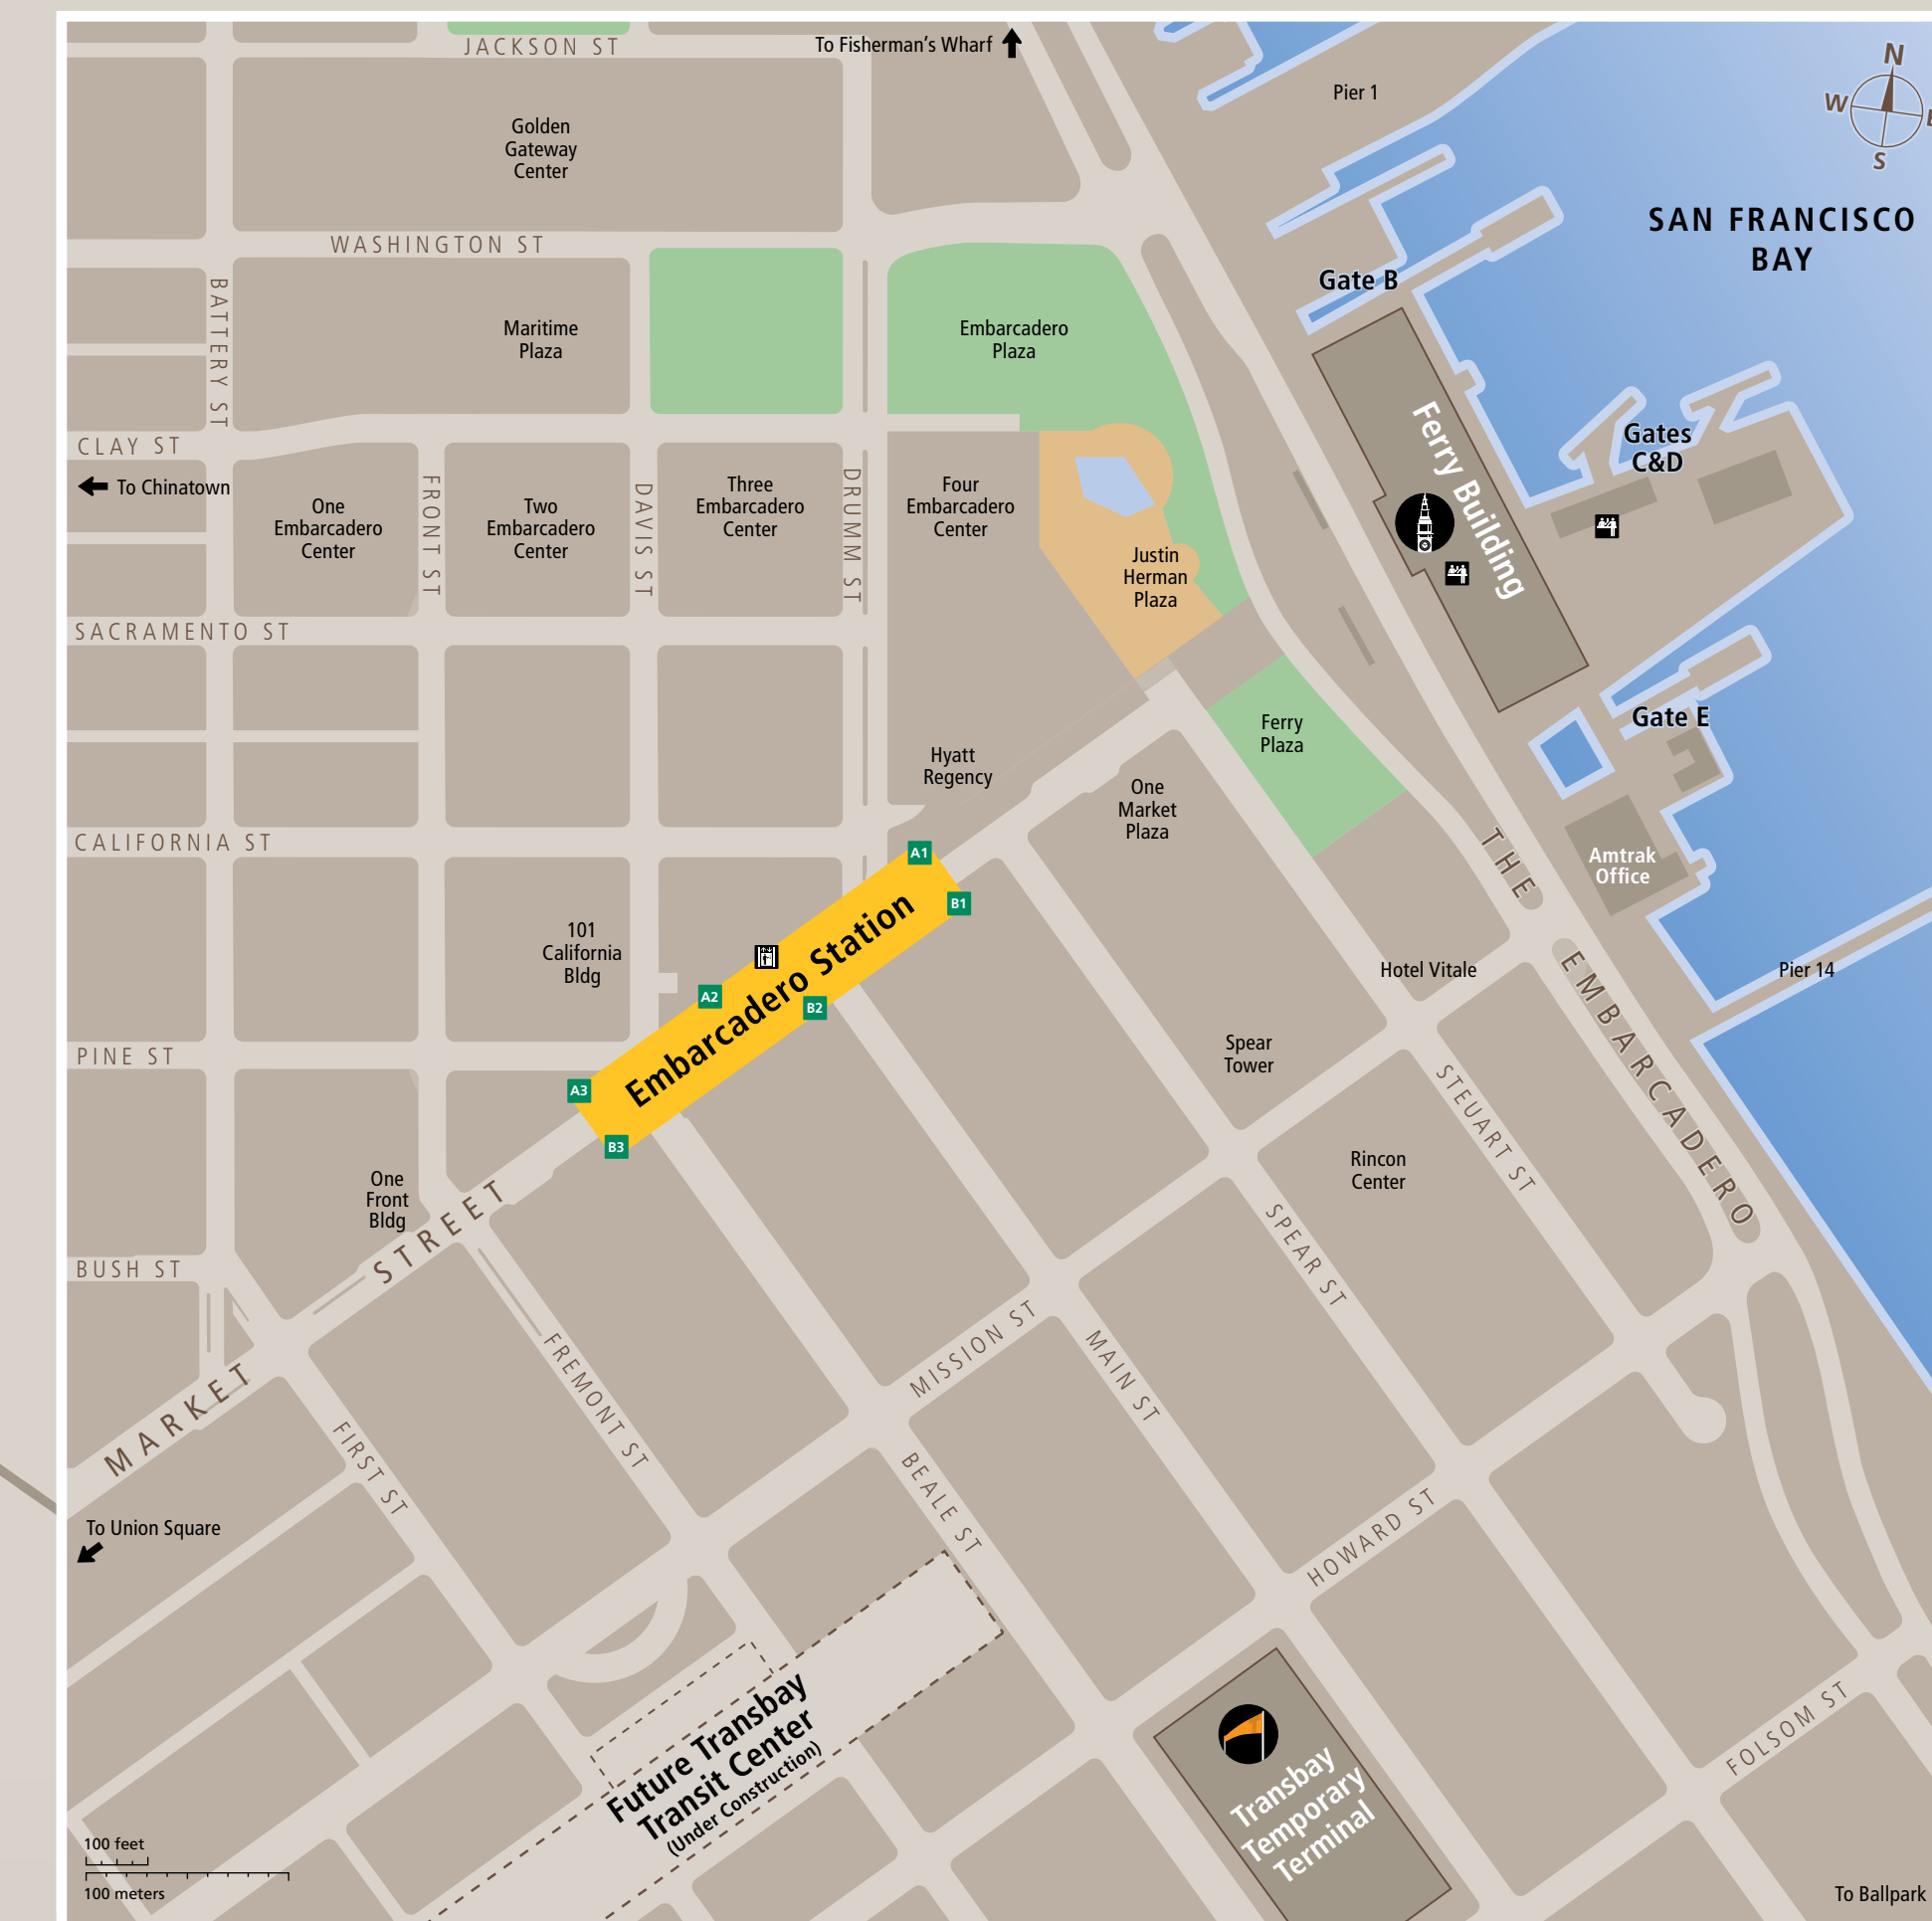 JACKSON ST
To Fisherman's Wharf
Pier 1
N
W
E
S
Golden
Gateway
Center
SAN FRANCISCO
BAY
WASHINGTON ST
Gate B
BATTERY ST
Maritime
Plaza
Embarcadero
Plaza
Ferry Building
Gates
C&D
CLAY ST
To Chinatown
One
Embarcadero
Center
FRONT ST
Two
Embarcadero
Center
DAVIS ST
Three
Embarcadero
Center
DRUMM ST
Four
Embarcadero
Center
Justin
Herman
Plaza
SACRAMENTO ST
Ferry
Plaza
Gate E
Hyatt
Regency
One
Market
Plaza
CALIFORNIA ST
A1
B1
THE
EMBARCADERO
Amtrak
Office
101
California
Bldg
Embarcadero Station
A2
B2
Hotel Vitale
Pier 14
PINE ST
A3
B3
Spear
Tower
STEUART ST
One
Front
Bldg
Rincon
Center
SPEAR ST
BUSH ST
MARKET
STREET
FREMONT ST
MISSION ST
MAIN ST
FIRST ST
BEALE ST
HOWARD ST
To Union Square
Future Transbay
Transit Center
(Under Construction)
Transbay
Temporary
Terminal
FOLSOM ST
100 feet
100 meters
To Ballpark